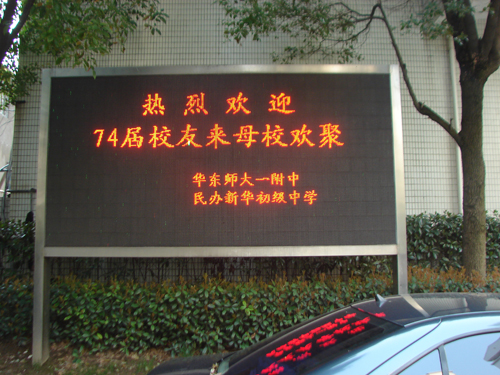 热烈欢迎
74届校友来母校欢聚
华东师大一附中
民办新华初级中学